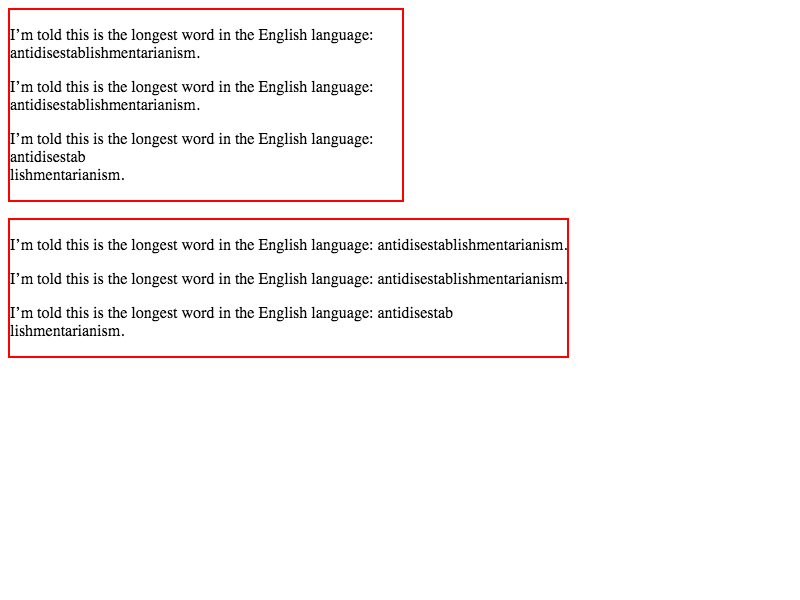 I’m told this is the longest word in the English language:
antidisestablishmentarianism.
I’m told this is the longest word in the English language:
antidisestablishmentarianism.
I’m told this is the longest word in the English language:
antidisestab
lishmentarianism.
I’m told this is the longest word in the English language: antidisestablishmentarianism.
I’m told this is the longest word in the English language: antidisestablishmentarianism.
I’m told this is the longest word in the English language: antidisestab
lishmentarianism.